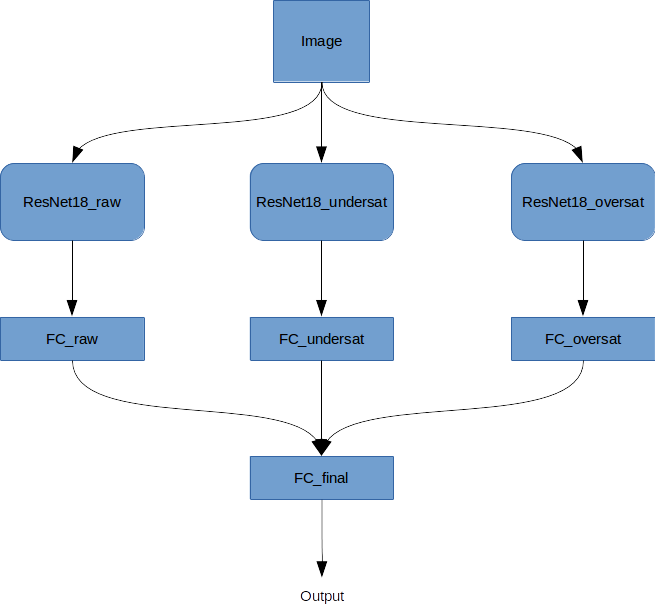 Image
ResNet18_raw
ResNet18_undersat
ResNet18_oversat
FC_raw
FC_undersat
FC_oversat
FC_final
Output